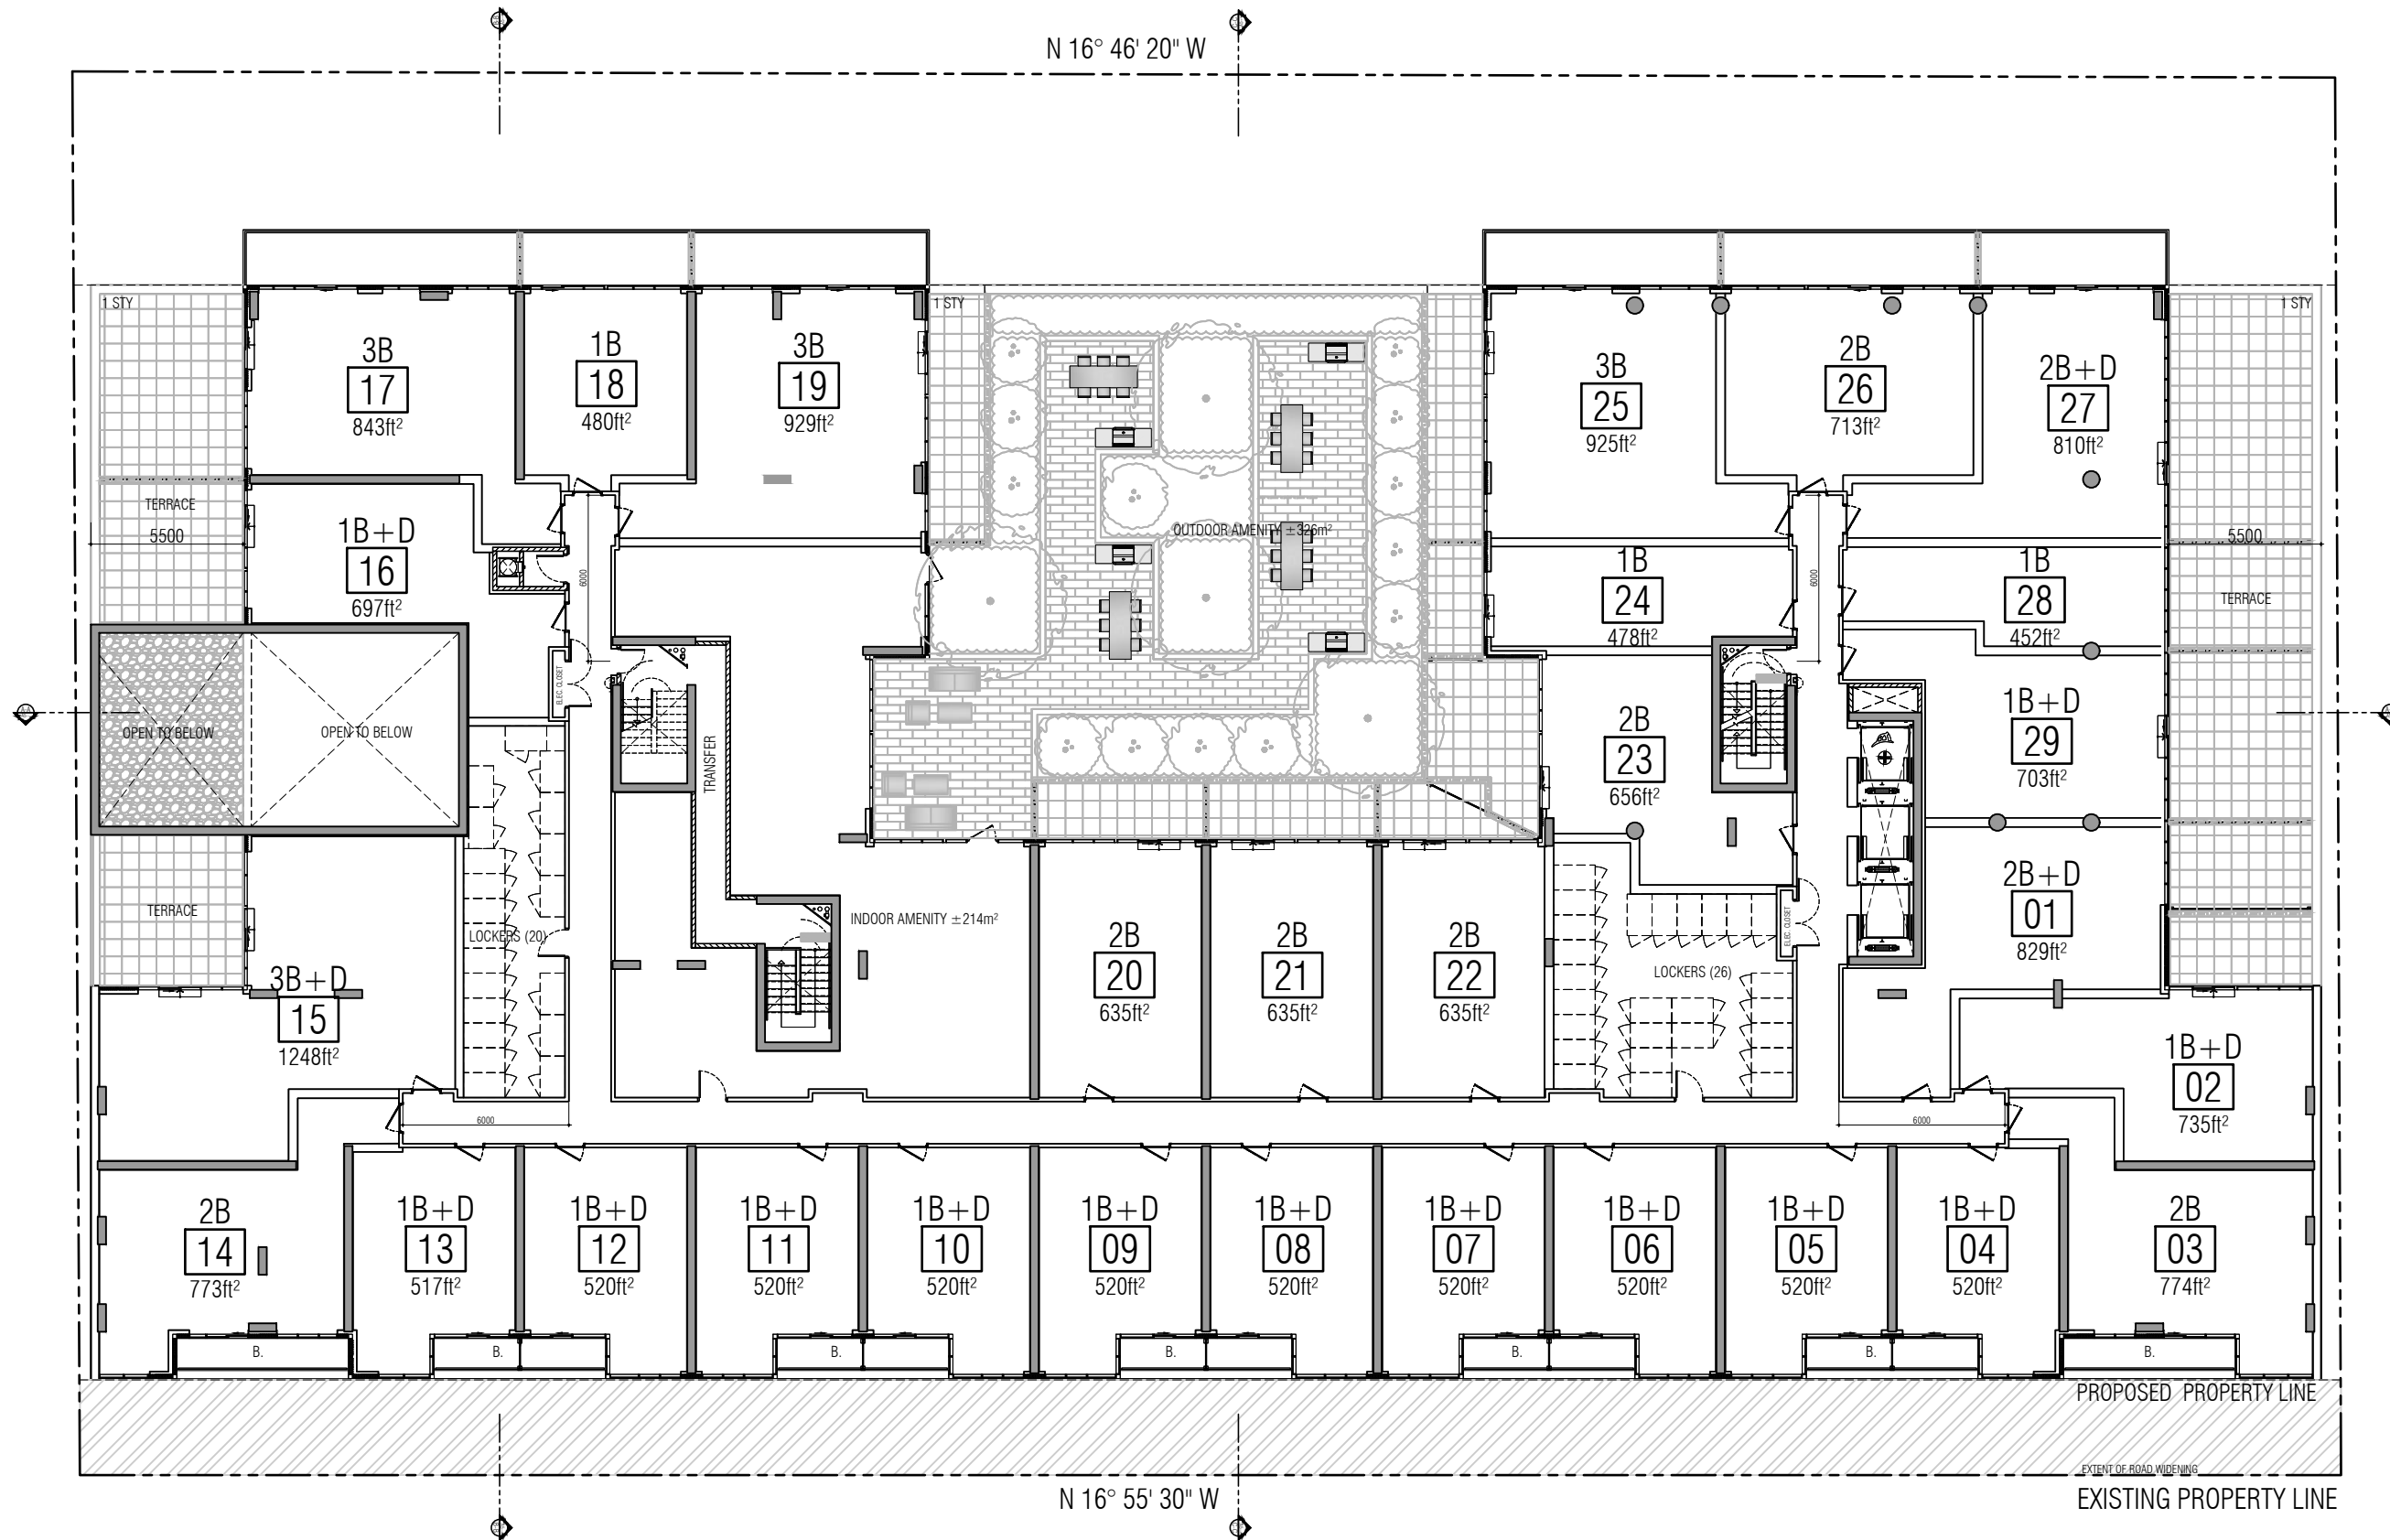 N 16° 46' 20" W
1 STY
1 STY
1 STY
3B
17
843ft²
1B
18
480ft²
3B
19
929ft²
3B
25
925ft²
2B
26
713ft²
2B+D
27
810ft²
TERRACE
5500
1B+D
16
697ft²
6000
OUTDOOR AMENITY ±326m²
1B
24
478ft²
6000
1B
28
452ft²
5500
TERRACE
ELEC. CLOSET
OPEN TO BELOW
OPEN TO BELOW
TRANSFER
2B
23
656ft²
1B+D
29
703ft²
TERRACE
LOCKERS (20)
INDOOR AMENITY ±214m²
2B
20
635ft²
2B
21
635ft²
2B
22
635ft²
LOCKERS (26)
ELEC. CLOSET
2B+D
01
829ft²
3B+D
15
1248ft²
1B+D
02
735ft²
6000
6000
2B
14
773ft²
1B+D
13
517ft²
1B+D
12
520ft²
1B+D
11
520ft²
1B+D
10
520ft²
1B+D
09
520ft²
1B+D
08
520ft²
1B+D
07
520ft²
1B+D
06
520ft²
1B+D
05
520ft²
1B+D
04
520ft²
2B
03
774ft²
B.
B.
B.
B.
B.
B.
B.
PROPOSED PROPERTY LINE
EXTENT OF ROAD WIDENING
N 16° 55' 30" W
EXISTING PROPERTY LINE